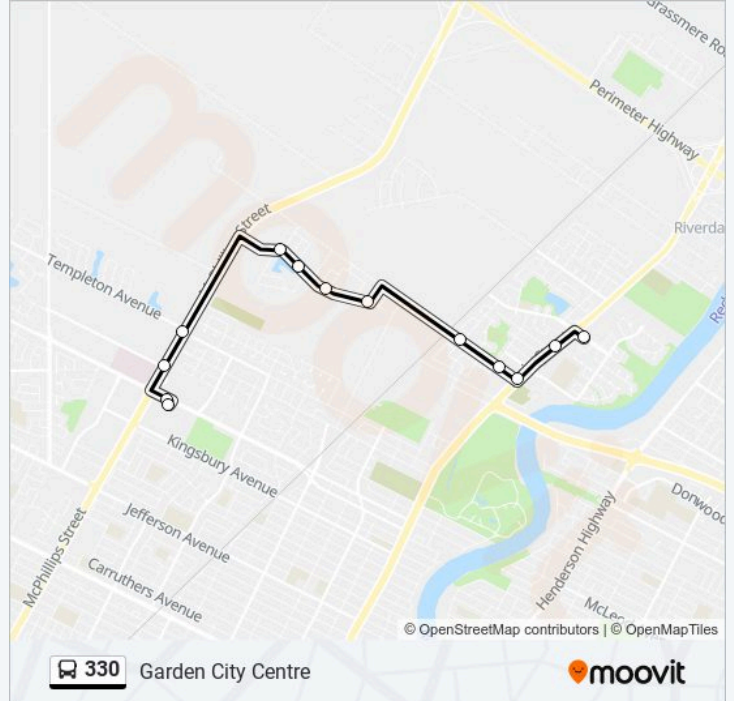 Grassmere Ro
Perimeter Highway
Riverda
Street
Templeton Avenue
Red
Kingsbury Avenue
Donwood
Jefferson Avenue
McPhillips Street
Henderson Highway
Carruthers Avenue
McLe
© OpenStreetMap contributors | © OpenMapTiles
330 Garden City Centre
moovit